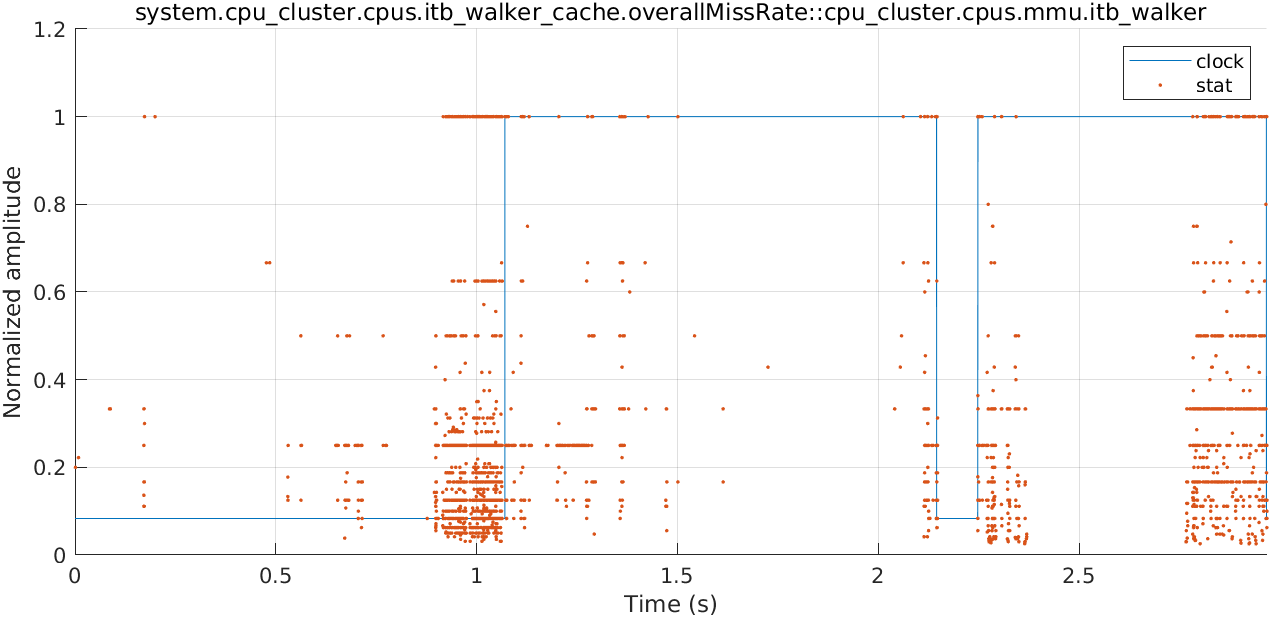 system.cpu_cluster.cpus.itb_walker_cache.overallMissRate::cpu_cluster.cpus.mmu.itb_walker
1.2
clock
stat
1
0.8
0.6
0.4
0.2
0
Normalized amplitude
0
0.5
1
1.5
2
2.5
Time (s)